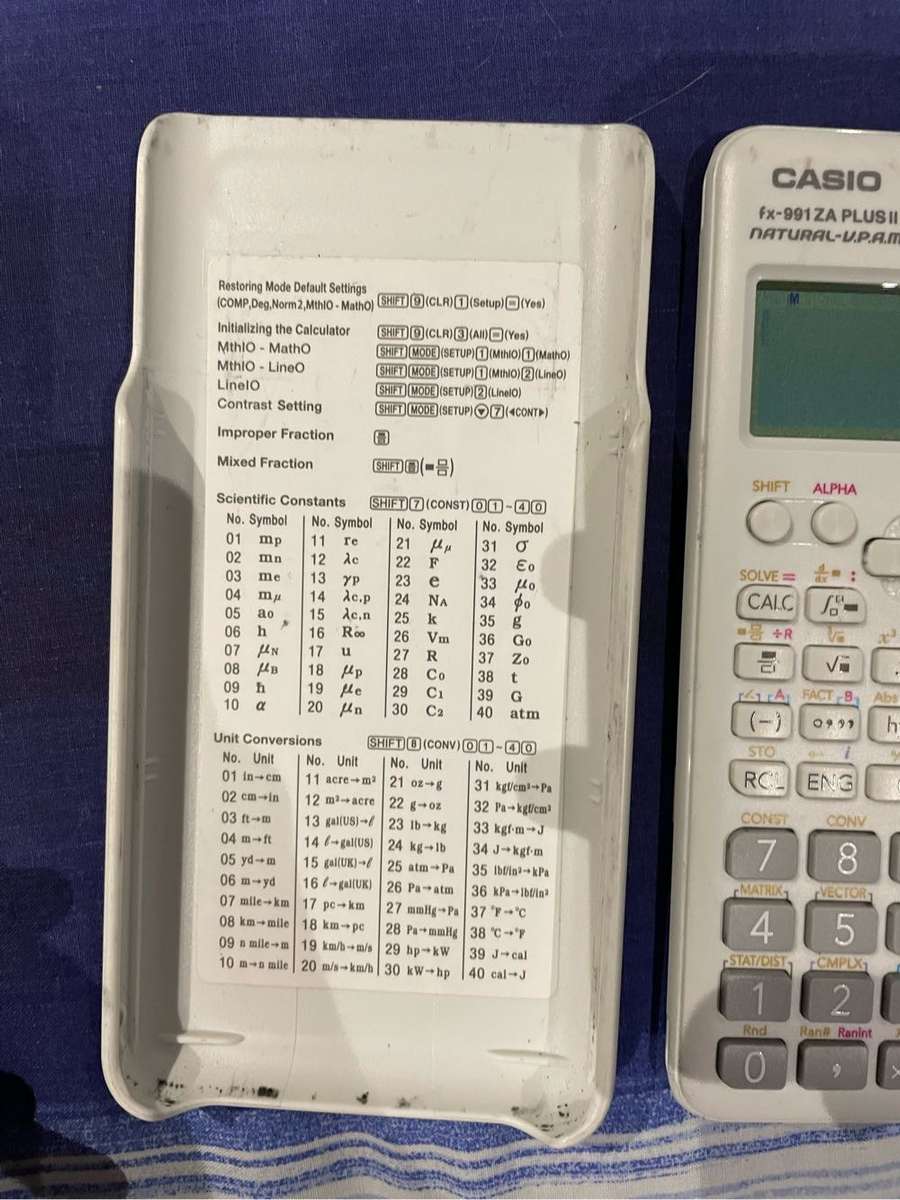 Restoring Mode Default Settings
(COMP,Deg,Norm2,MthIO - MathO) SHIFT 9 (CLR) 1 (Setup) = (Yes)
Initializing the Calculator SHIFT 9 (CLR) 3 (All) = (Yes)
MthIO - MathO SHIFT MODE (SETUP) 1 (MthIO) 1 (MathO)
MthIO - LineO SHIFT MODE (SETUP) 1 (MthIO) 2 (LineO)
LineIO SHIFT MODE (SETUP) 2 (LineIO)
Contrast Setting SHIFT MODE (SETUP) ▼ 7 (◄CONT►)
Improper Fraction
Mixed Fraction SHIFT
Scientific Constants SHIFT 7 (CONST) 0 1 ~ 4 0
No. Symbol No. Symbol No. Symbol No. Symbol
01 mp 11 re 21 μμ 31 σ
02 mn 12 λc 22 F 32 ε0
03 me 13 γp 23 e 33 μ0
04 mμ 14 λc,p 24 NA 34 ϕ0
05 a0 15 λc,n 25 k 35 g
06 h 16 R∞ 26 Vm 36 G0
07 μN 17 u 27 R 37 Z0
08 μB 18 μp 28 C0 38 t
09 ħ 19 μe 29 C1 39 G
10 α 20 μn 30 C2 40 atm
Unit Conversions SHIFT 8 (CONV) 0 1 ~ 4 0
No. Unit No. Unit No. Unit No. Unit
01 in→cm 11 acre→m² 21 oz→g 31 kgf/cm²→Pa
02 cm→in 12 m²→acre 22 g→oz 32 Pa→kgf/cm²
03 ft→m 13 gal(US)→ℓ 23 lb→kg 33 kgf·m→J
04 m→ft 14 ℓ→gal(US) 24 kg→lb 34 J→kgf·m
05 yd→m 15 gal(UK)→ℓ 25 atm→Pa 35 lbf/in²→kPa
06 m→yd 16 ℓ→gal(UK) 26 Pa→atm 36 kPa→lbf/in²
07 mile→km 17 pc→km 27 mmHg→Pa 37 °F→°C
08 km→mile 18 km→pc 28 Pa→mmHg 38 °C→°F
09 n mile→m 19 km/h→m/s 29 hp→kW 39 J→cal
10 m→n mile 20 m/s→km/h 30 kW→hp 40 cal→J
CASIO
fx-991ZA PLUS II
NATURAL-V.P.A.M
M
SHIFT ALPHA
SOLVE = d/dx :
CALC
÷R x³
√
∠ A FACT B Abs
(-) °,,,
STO i
RCL ENG
CONST CONV
7 8
MATRIX VECTOR
4 5
STAT/DIST CMPLX
1 2
Rnd Ran# RanInt
0 ,